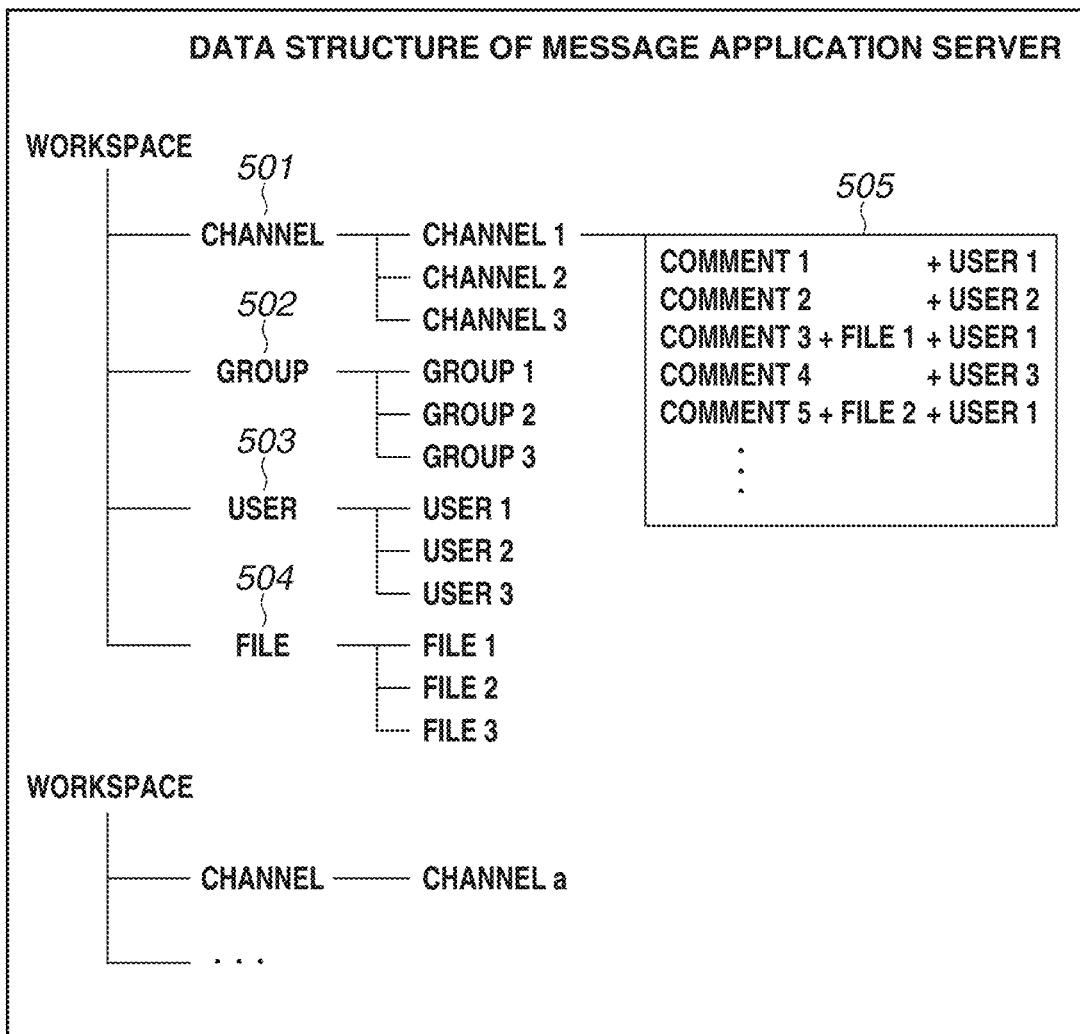 DATA STRUCTURE OF MESSAGE APPLICATION SERVER
WORKSPACE
501
505
CHANNEL
CHANNEL 1
CHANNEL 2
CHANNEL 3
COMMENT 1 + USER 1
COMMENT 2 + USER 2
COMMENT 3 + FILE 1 + USER 1
COMMENT 4 + USER 3
COMMENT 5 + FILE 2 + USER 1
502
GROUP
GROUP 1
GROUP 2
GROUP 3
503
USER
USER 1
USER 2
USER 3
504
FILE
FILE 1
FILE 2
FILE 3
WORKSPACE
CHANNEL
CHANNEL a
. . .